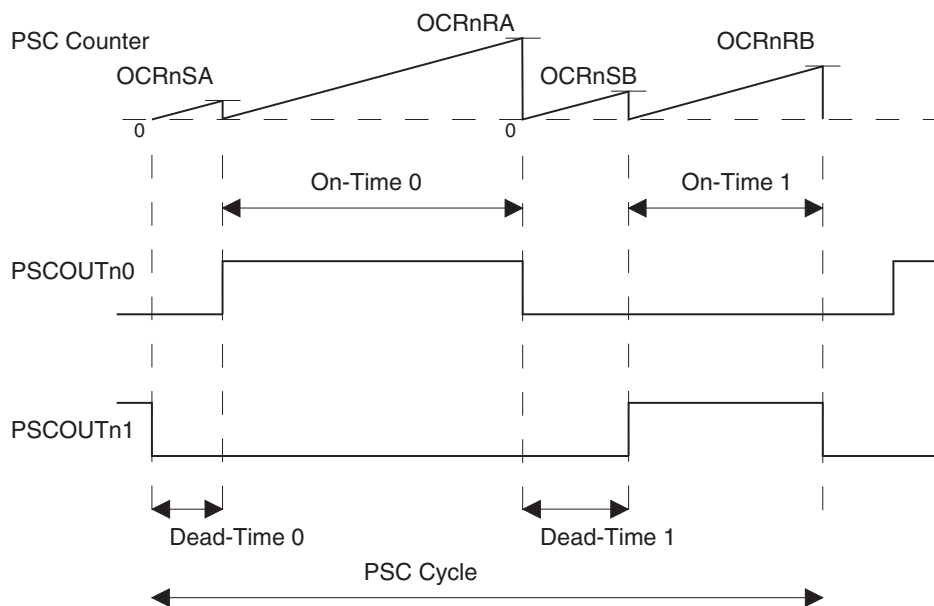 OCRnRA
PSC Counter
OCRnRB
OCRnSA
OCRnSB
0
0
On-Time 0
On-Time 1
PSCOUTn0
PSCOUTn1
Dead-Time 0
Dead-Time 1
PSC Cycle